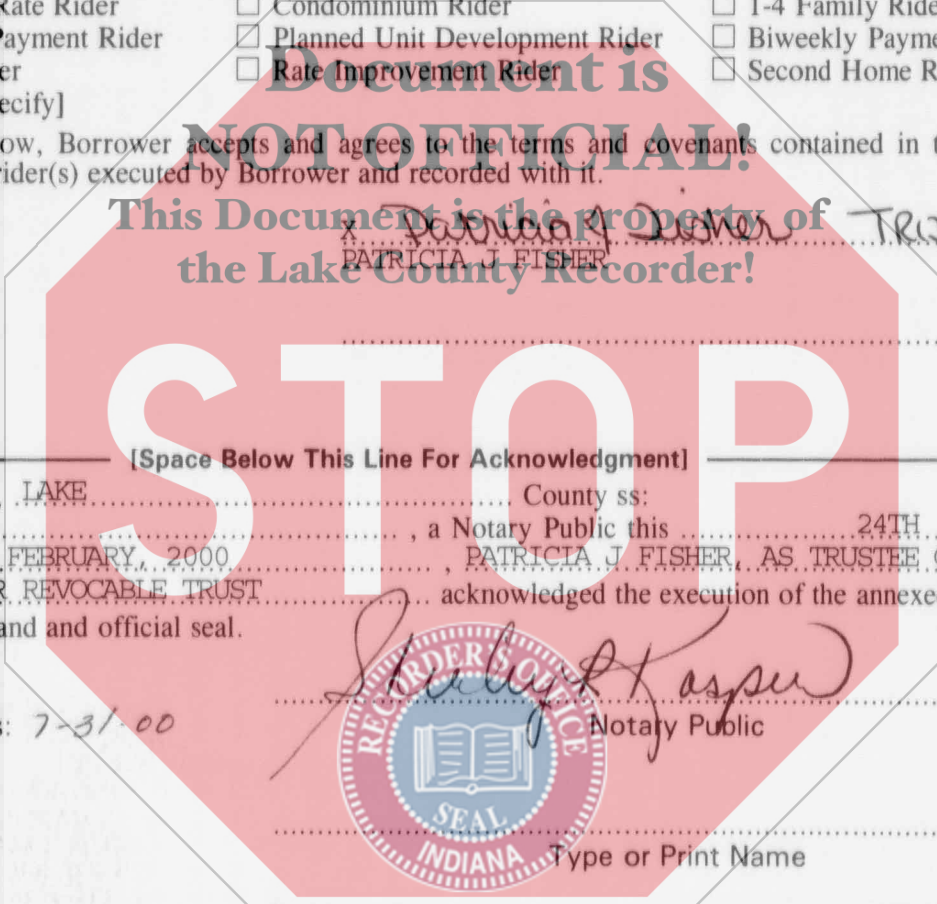 Rate Rider ☐ Condominium Rider ☐ 1-4 Family Ride
Payment Rider ☐ Planned Unit Development Rider ☐ Biweekly Payme
er ☐ Rate Improvement Rider ☐ Second Home R
ecify]
Document is
NOT OFFICIAL!
This Document is the property of
the Lake County Recorder!
ow, Borrower accepts and agrees to the terms and covenants contained in t
rider(s) executed by Borrower and recorded with it.
x Patricia J Fisher TRU
PATRICIA J FISHER
STOP
[Space Below This Line For Acknowledgment]
LAKE County ss:
, a Notary Public this 24TH
FEBRUARY, 2000 , PATRICIA J FISHER, AS TRUSTEE O
R REVOCABLE TRUST acknowledged the execution of the annexe
and and official seal.
Kasper
s: 7-31-00 Notary Public
RECORDER'S OFFICE
SEAL
INDIANA
Type or Print Name